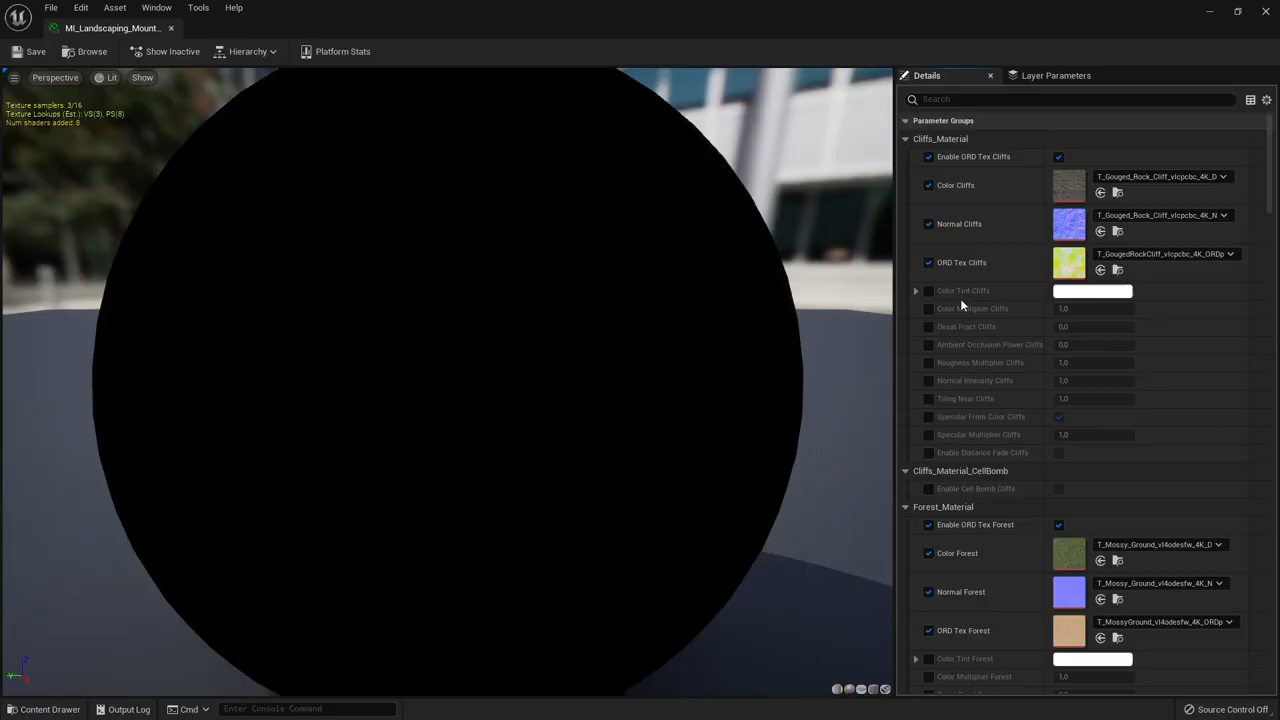 File
Edit
Asset
Window
Tools
Help
MI_Landscaping_Mount...
Save
Browse
Show Inactive
Hierarchy
Platform Stats
Perspective
Lit
Show
Texture samplers: 3/16
Texture Lookups (Est.): VS(3), PS(8)
Num shaders added: 8
Details
Layer Parameters
Search
Parameter Groups
Cliffs_Material
Enable ORD Tex Cliffs
Color Cliffs
T_Gouged_Rock_Cliff_vlcpcbc_4K_D
Normal Cliffs
T_Gouged_Rock_Cliff_vlcpcbc_4K_N
ORD Tex Cliffs
T_GougedRockCliff_vlcpcbc_4K_ORDp
Color Tint Cliffs
Color Multiplier Cliffs
1,0
Desat Fract Cliffs
0,0
Ambient Occlusion Power Cliffs
0,0
Roughness Multiplier Cliffs
1,0
Normal Intensity Cliffs
1,0
Tiling Near Cliffs
1,0
Specular From Color Cliffs
Specular Multiplier Cliffs
1,0
Enable Distance Fade Cliffs
Cliffs_Material_CellBomb
Enable Cell Bomb Cliffs
Forest_Material
Enable ORD Tex Forest
Color Forest
T_Mossy_Ground_vl4odesfw_4K_D
Normal Forest
T_Mossy_Ground_vl4odesfw_4K_N
ORD Tex Forest
T_MossyGround_vl4odesfw_4K_ORDp
Color Tint Forest
Color Multiplier Forest
1,0
Content Drawer
Output Log
Cmd
Enter Console Command
Source Control Off